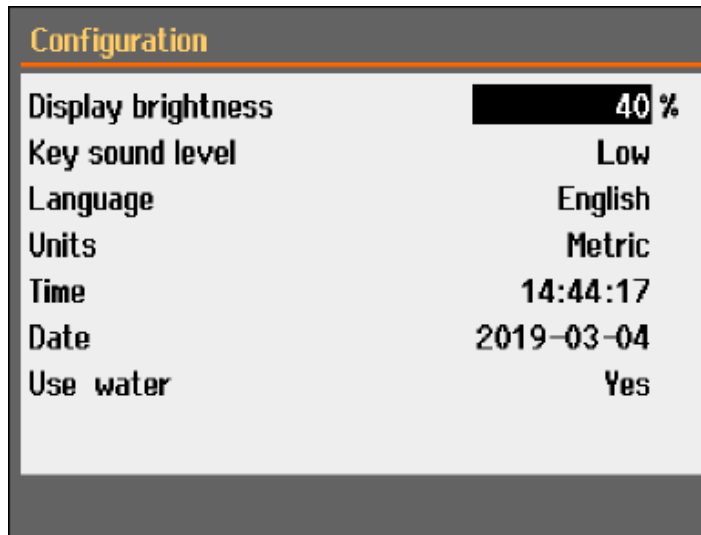 Configuration
Display brightness 40 %
Key sound level Low
Language English
Units Metric
Time 14:44:17
Date 2019-03-04
Use water Yes